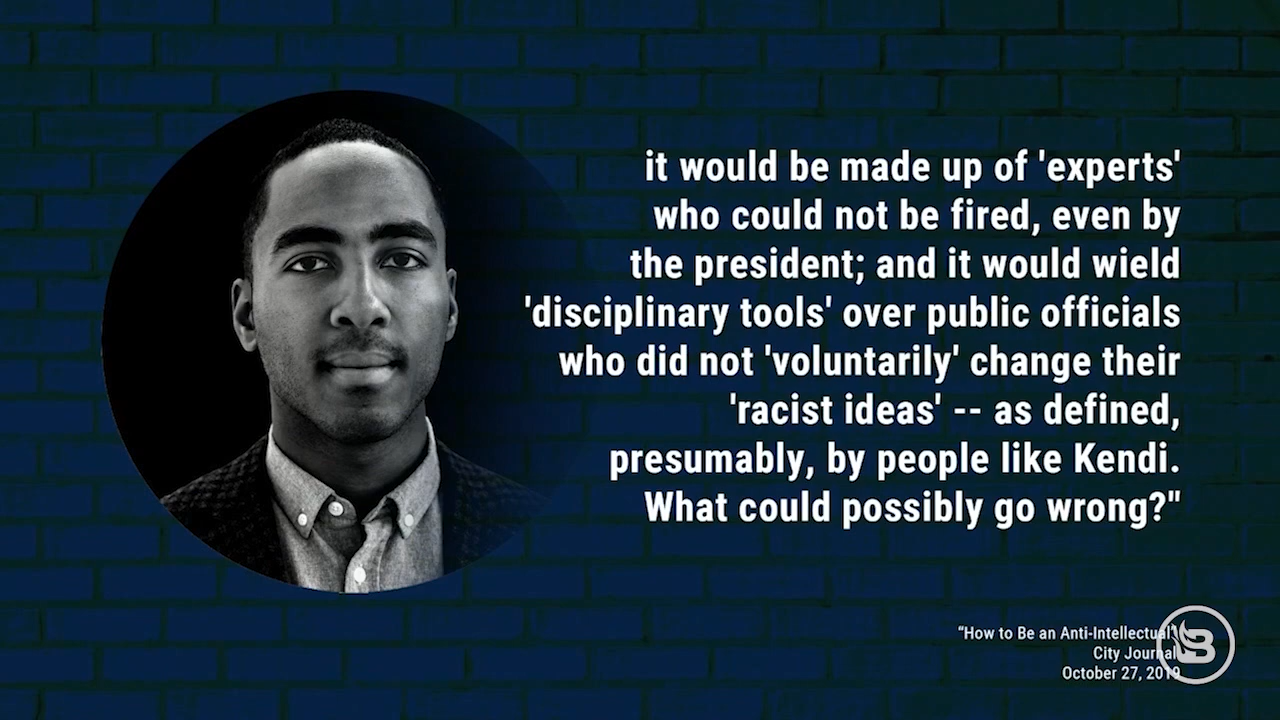 it would be made up of 'experts'
who could not be fired, even by
the president; and it would wield
'disciplinary tools' over public officials
who did not 'voluntarily' change their
'racist ideas' -- as defined,
presumably, by people like Kendi.
What could possibly go wrong?"
“How to Be an Anti-Intellectual”
City Journal
October 27, 2019